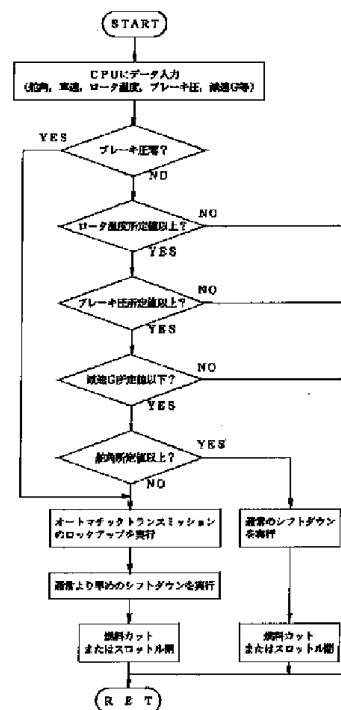 START
CPUにデータ入力
(舵角，車速，ロータ温度，ブレーキ圧，減速G等)
YES
ブレーキ圧零？
NO
ロータ温度所定値以上？
NO
YES
ブレーキ圧所定値以上？
NO
YES
減速G所定値以下？
NO
YES
舵角所定値以上？
YES
NO
オートマチックトランスミッション
のロックアップを実行
通常のシフトダウン
を実行
通常より早めのシフトダウンを実行
燃料カット
またはスロットル閉
燃料カット
またはスロットル閉
RET